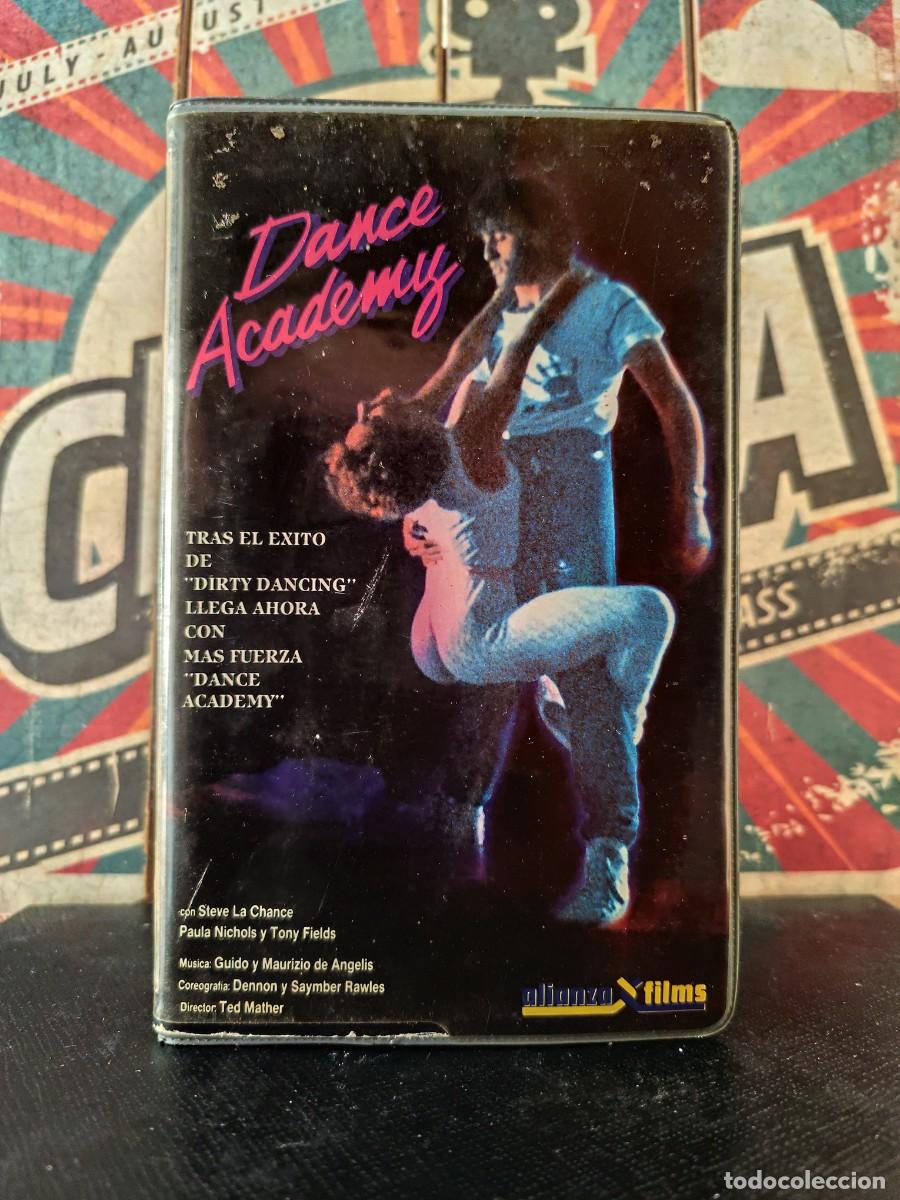 JULY - AUGUST
Dance
Academy
TRAS EL EXITO
DE
"DIRTY DANCING"
LLEGA AHORA
CON
MAS FUERZA
"DANCE
ACADEMY"
con Steve La Chance
Paula Nichols y Tony Fields
Música: Guido y Maurizio de Angelis
Coreografia: Dennon y Saymber Rawles
Director: Ted Mather
alianza films
todocoleccion